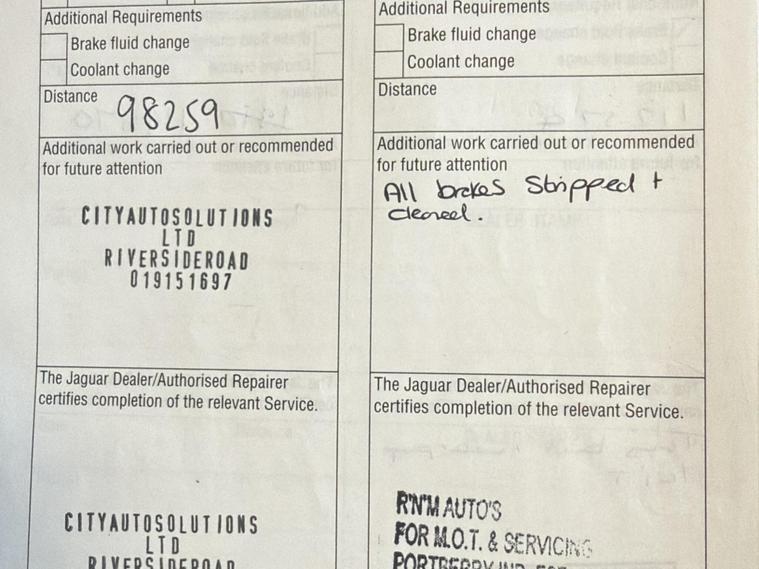 Additional Requirements
Brake fluid change
Coolant change
Distance 98259
Additional work carried out or recommended
for future attention
CITYAUTOSOLUTIONS
LTD
RIVERSIDEROAD
019151697
The Jaguar Dealer/Authorised Repairer
certifies completion of the relevant Service.
CITYAUTOSOLUTIONS
LTD
RIVERSIDEROAD
Additional Requirements
Brake fluid change
Coolant change
Distance
Additional work carried out or recommended
for future attention
All brakes Stripped +
cleaned.
The Jaguar Dealer/Authorised Repairer
certifies completion of the relevant Service.
R'N'M AUTO'S
FOR M.O.T. & SERVICING